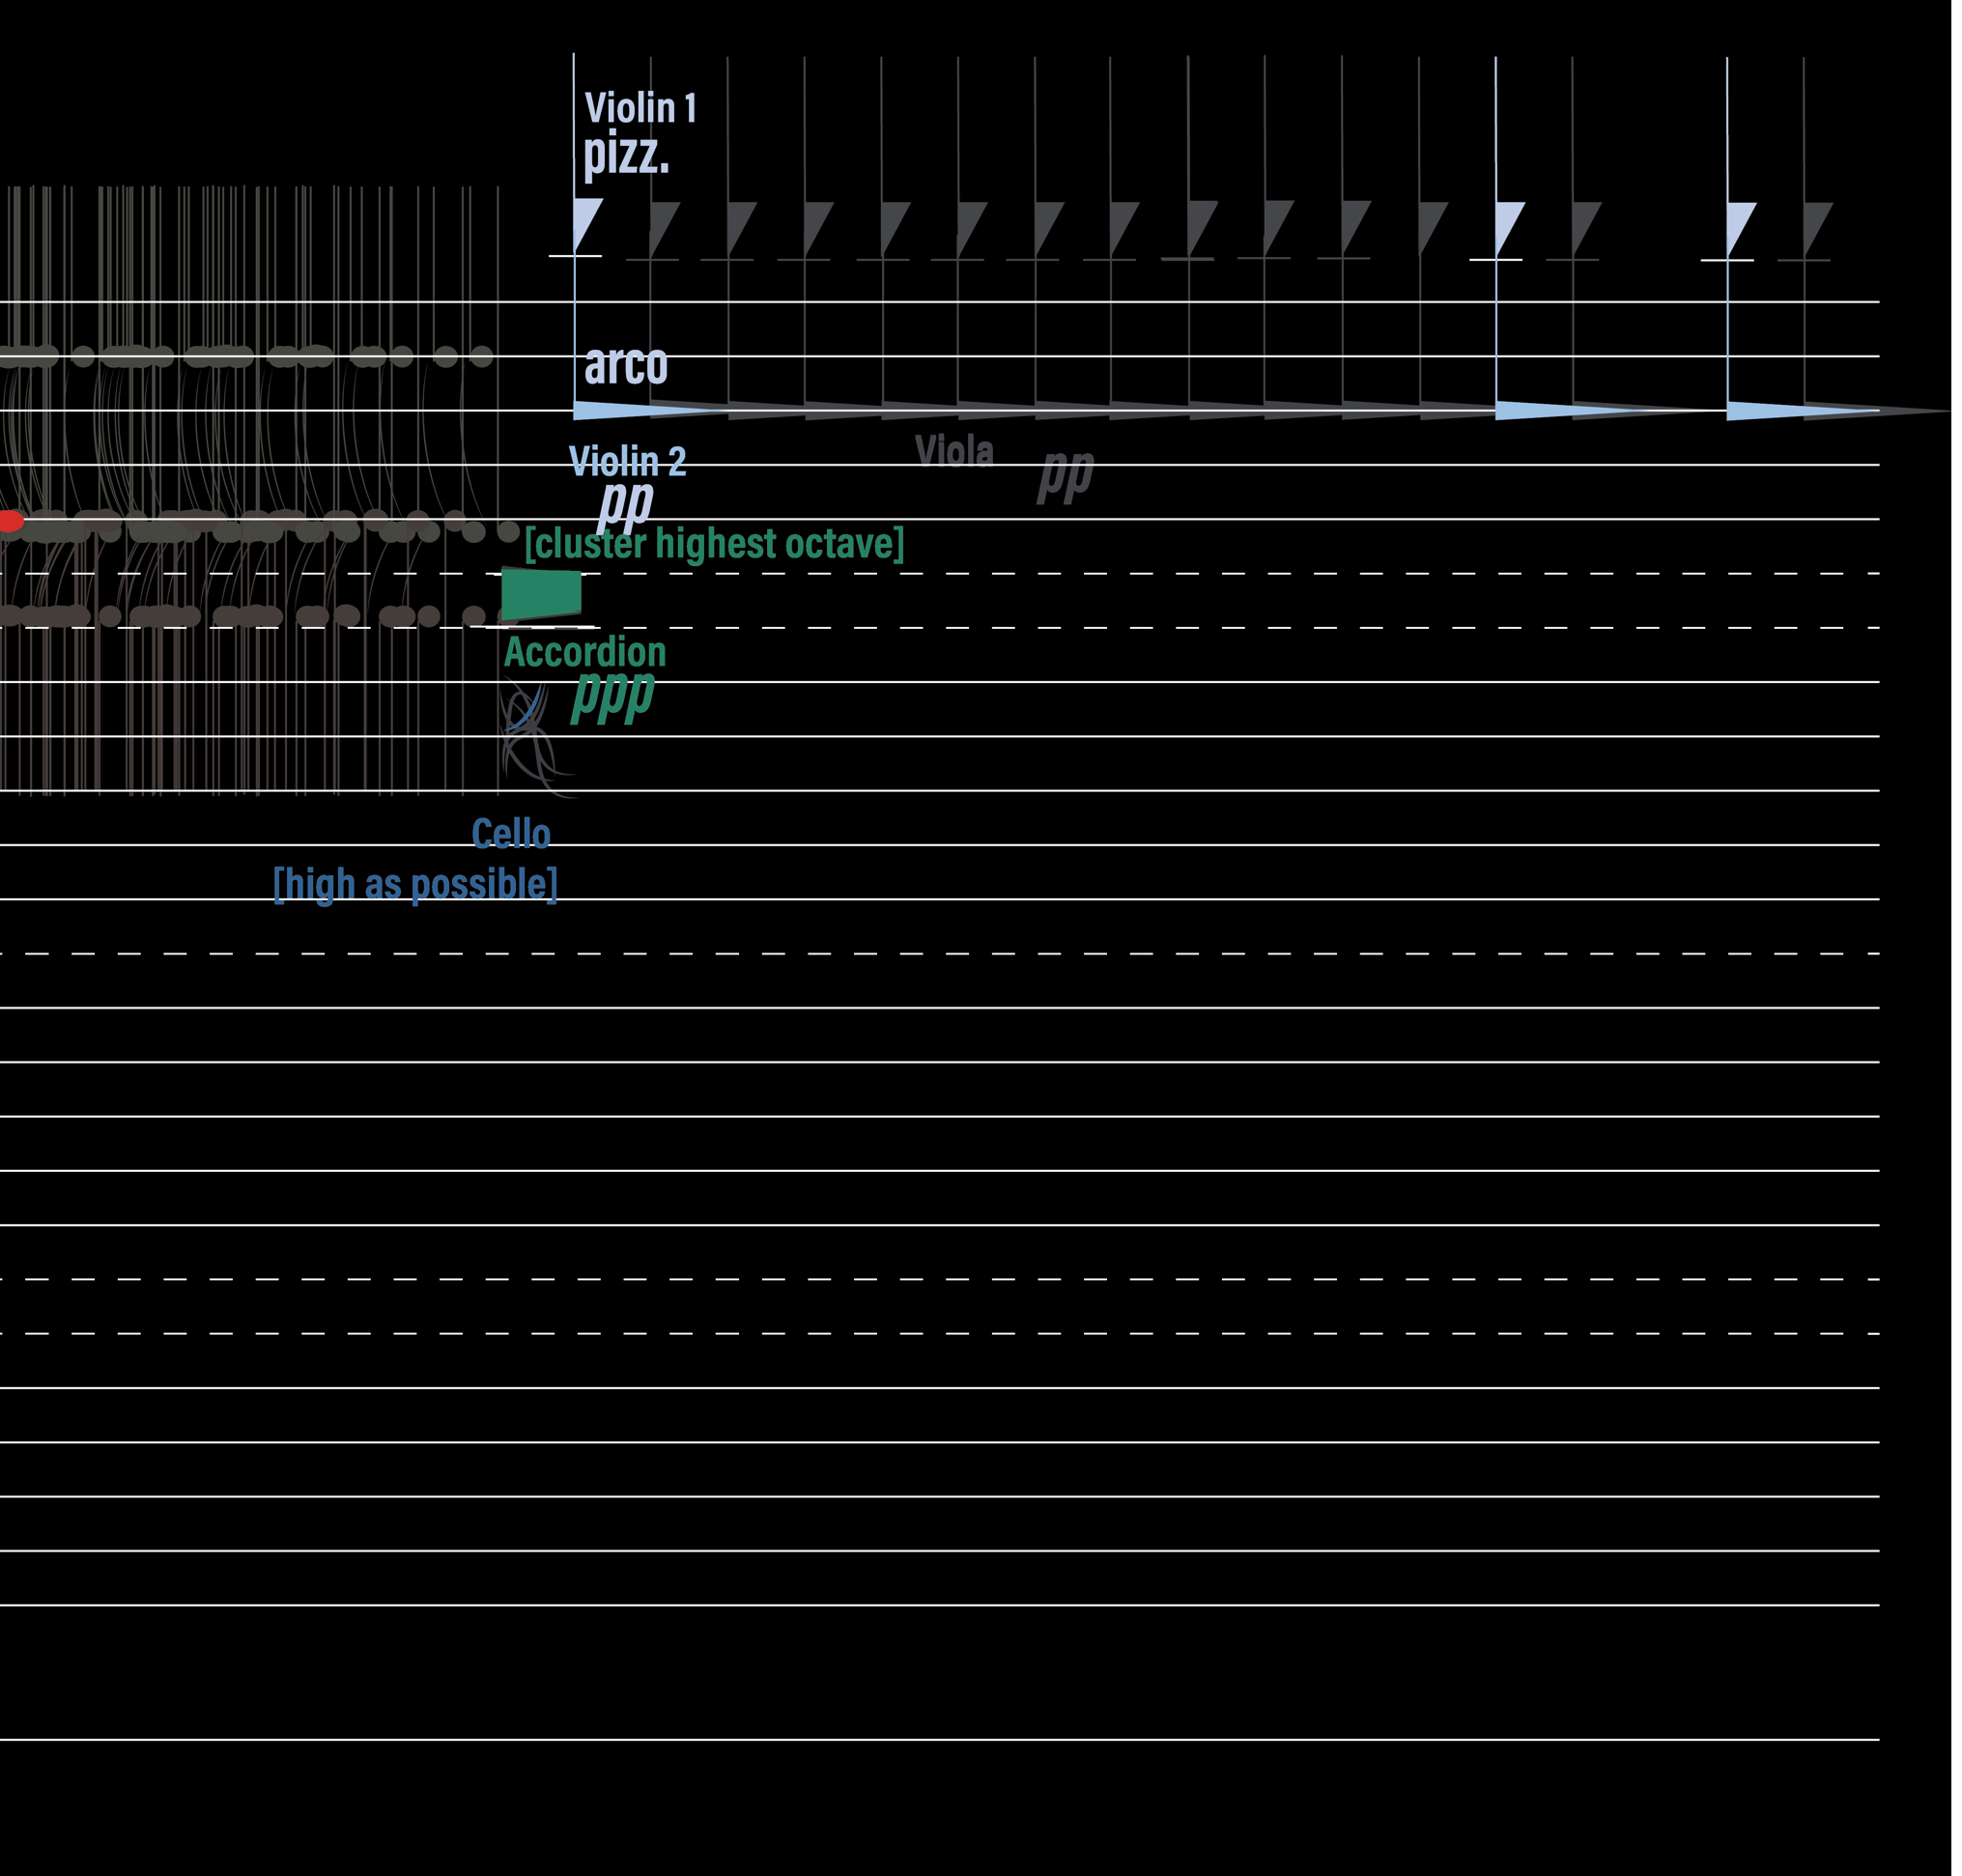 Violin 1
pizz.
arco
Violin 2
pp
Viola
pp
[cluster highest octave]
Accordion
ppp
Cello
[high as possible]